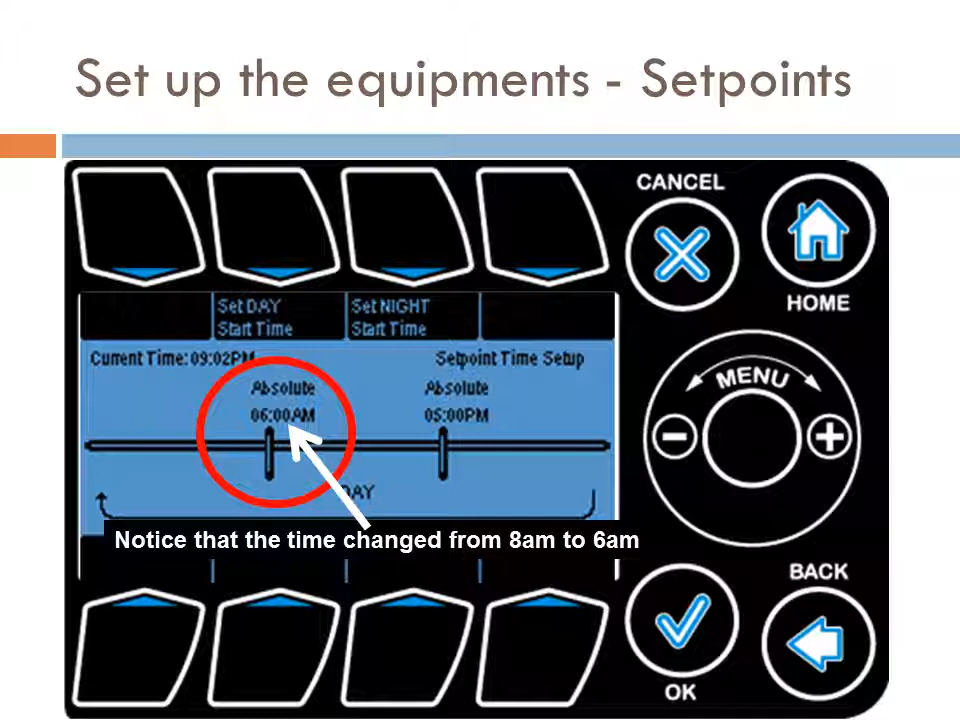 Set up the equipments - Setpoints
CANCEL
HOME
Set DAY
Start Time
Set NIGHT
Start Time
Current Time: 09:02PM
Setpoint Time Setup
Absolute
06:00AM
Absolute
05:00PM
MENU
DAY
Notice that the time changed from 8am to 6am
BACK
OK